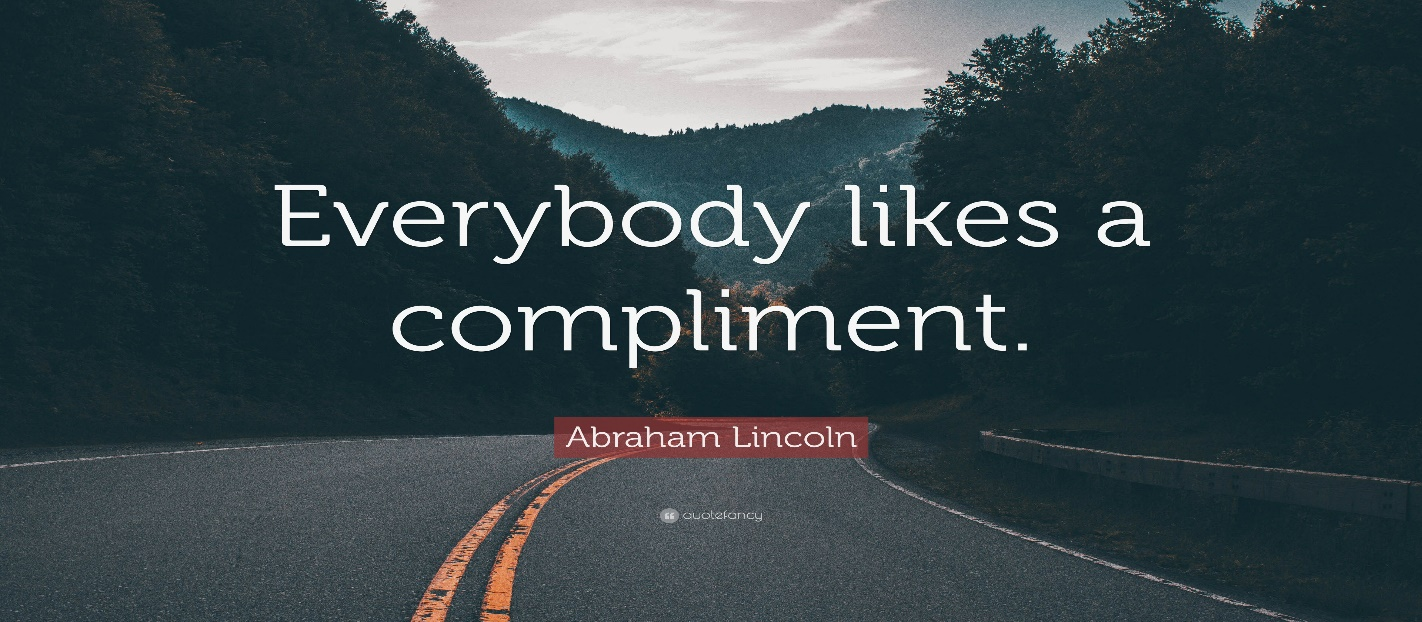 Everybody likes a
compliment.
Abraham Lincoln
quotefancy